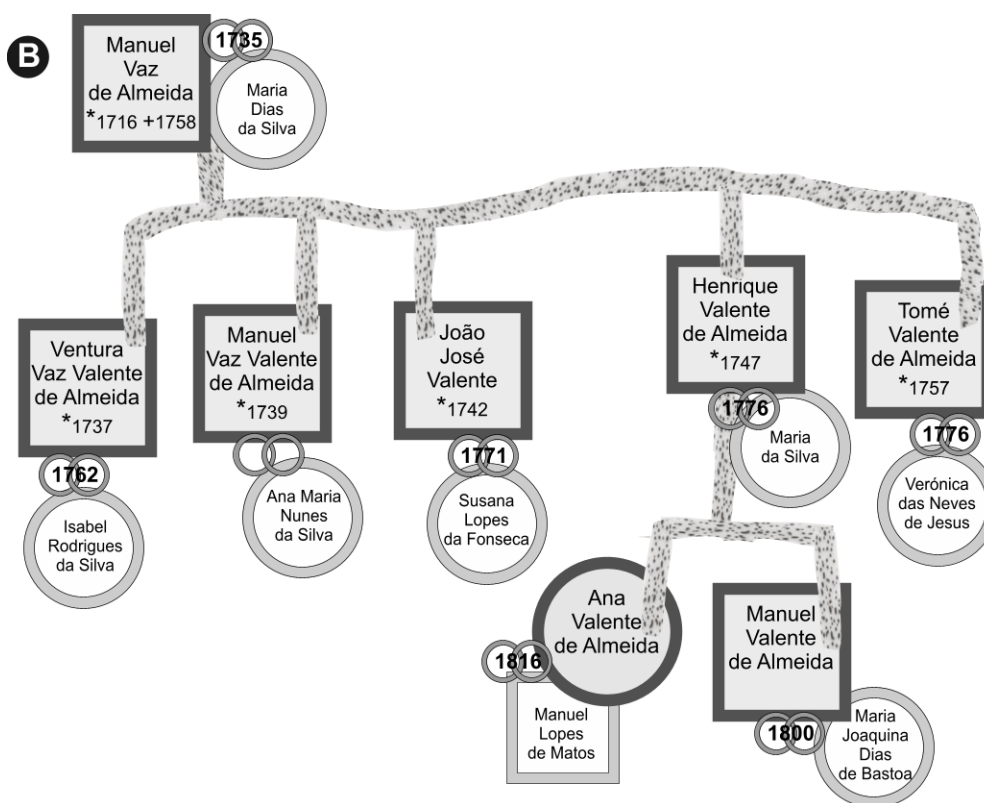 B
Manuel
Vaz
de Almeida
*1716 +1758
1735
Maria
Dias
da Silva
Ventura
Vaz Valente
de Almeida
*1737
1762
Isabel
Rodrigues
da Silva
Manuel
Vaz Valente
de Almeida
*1739
Ana Maria
Nunes
da Silva
João
José
Valente
*1742
1771
Susana
Lopes
da Fonseca
Henrique
Valente
de Almeida
*1747
1776
Maria
da Silva
Tomé
Valente
de Almeida
*1757
1776
Verónica
das Neves
de Jesus
Ana
Valente
de Almeida
1816
Manuel
Lopes
de Matos
Manuel
Valente
de Almeida
1800
Maria
Joaquina
Dias
de Bastoa